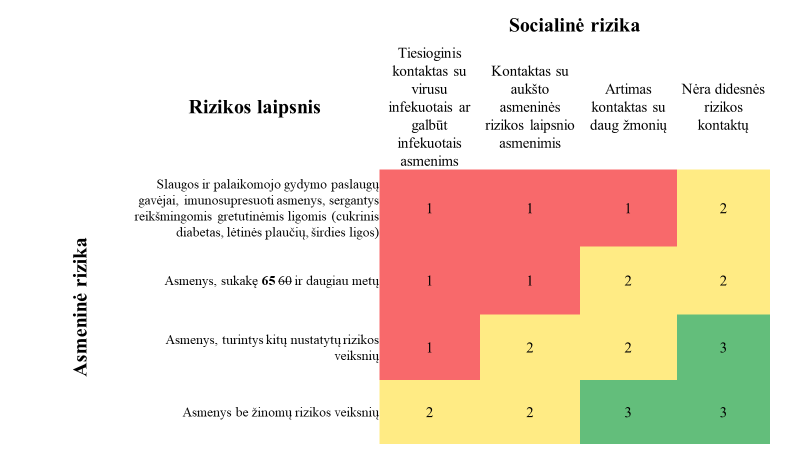 Socialinė rizika
Rizikos laipsnis
Tiesioginis
kontaktas su
virusu
infekuotais ar
galbūt
infekuotais
asmenims
Kontaktas su
aukšto
asmeninės
rizikos laipsnio
asmenimis
Artimas
kontaktas su
daug žmonių
Nėra didesnės
rizikos
kontaktų
Asmeninė rizika
Slaugos ir palaikomojo gydymo paslaugų
gavėjai, imunosupresuoti asmenys, sergantys
reikšmingomis gretutinėmis ligomis (cukrinis
diabetas, lėtinės plaučių, širdies ligos)
1 1 1 2
Asmenys, sukakę 65 60 ir daugiau metų
1 1 2 2
Asmenys, turintys kitų nustatytų rizikos
veiksnių
1 2 2 3
Asmenys be žinomų rizikos veiksnių
2 2 3 3